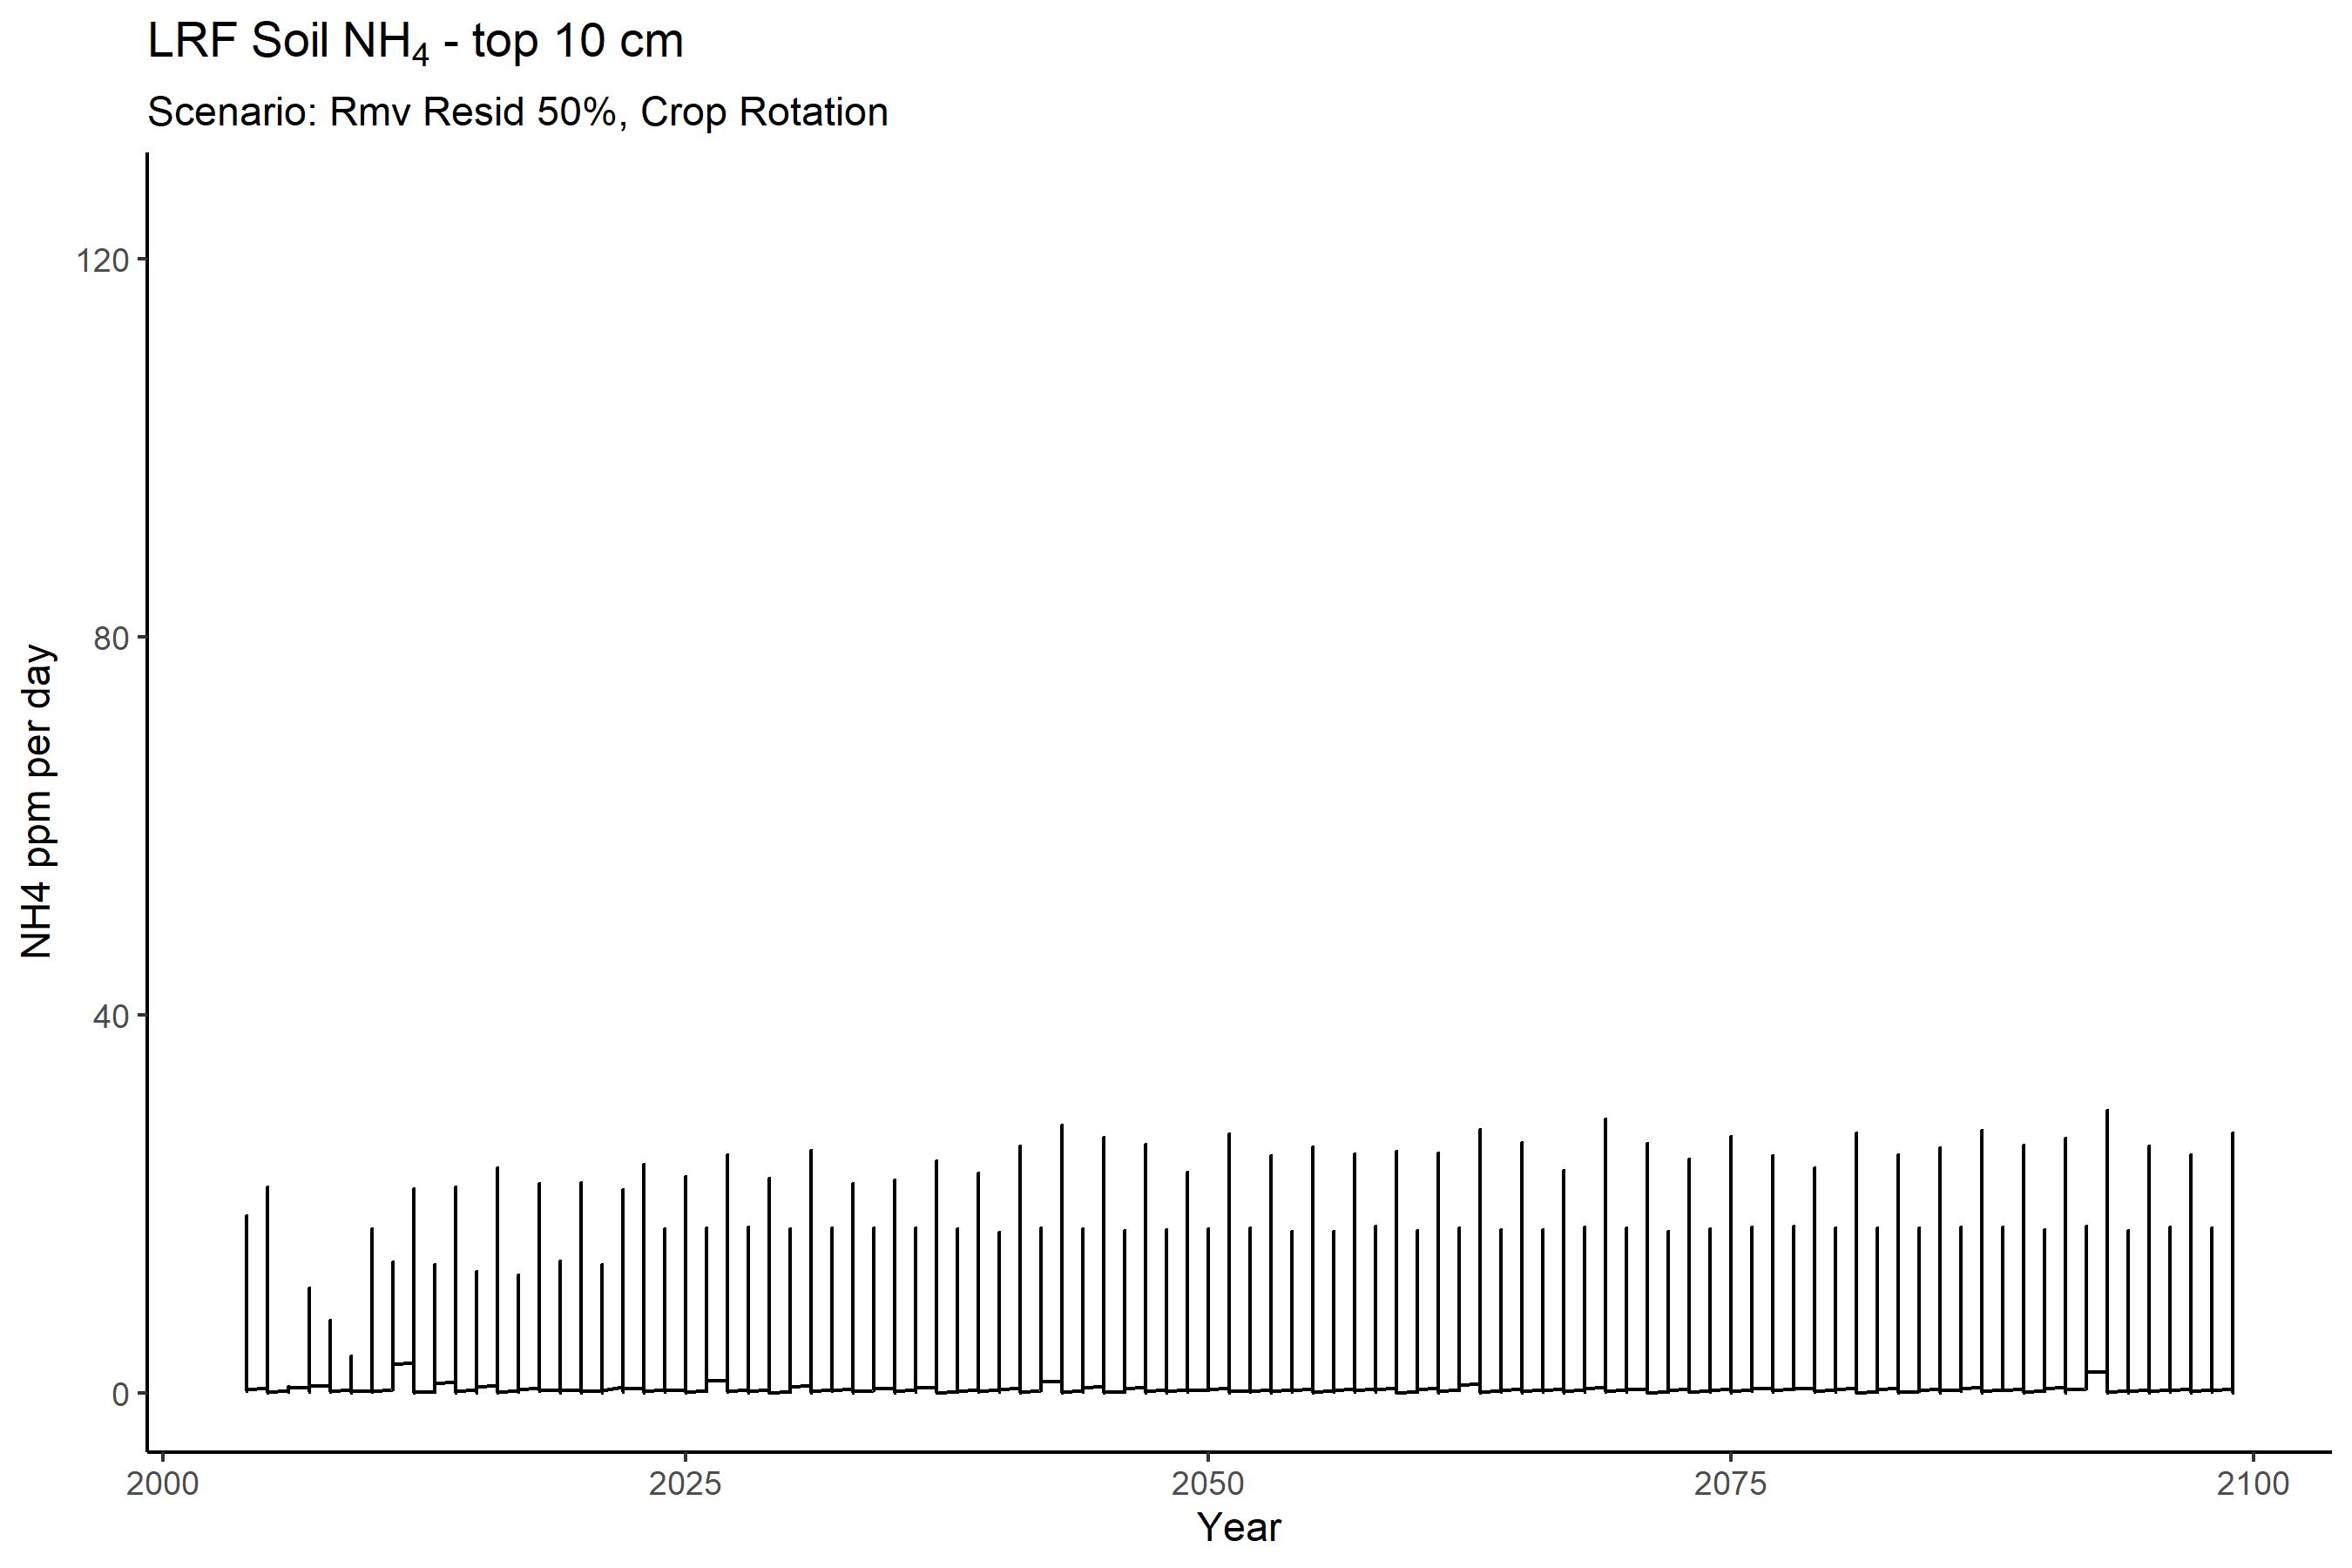 LRF Soil NH₄ - top 10 cm
Scenario: Rmv Resid 50%, Crop Rotation
NH4 ppm per day
120
80
40
0
2000 2025 2050 2075 2100
Year